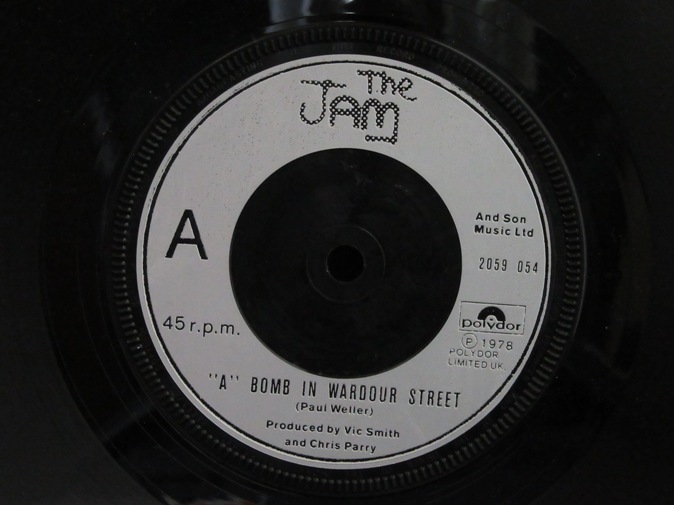 The
JAM
A
And Son
Music Ltd
2059 054
45 r.p.m.
polydor
Ⓟ 1978
POLYDOR
LIMITED UK.
"A" BOMB IN WARDOUR STREET
(Paul Weller)
Produced by Vic Smith
and Chris Parry